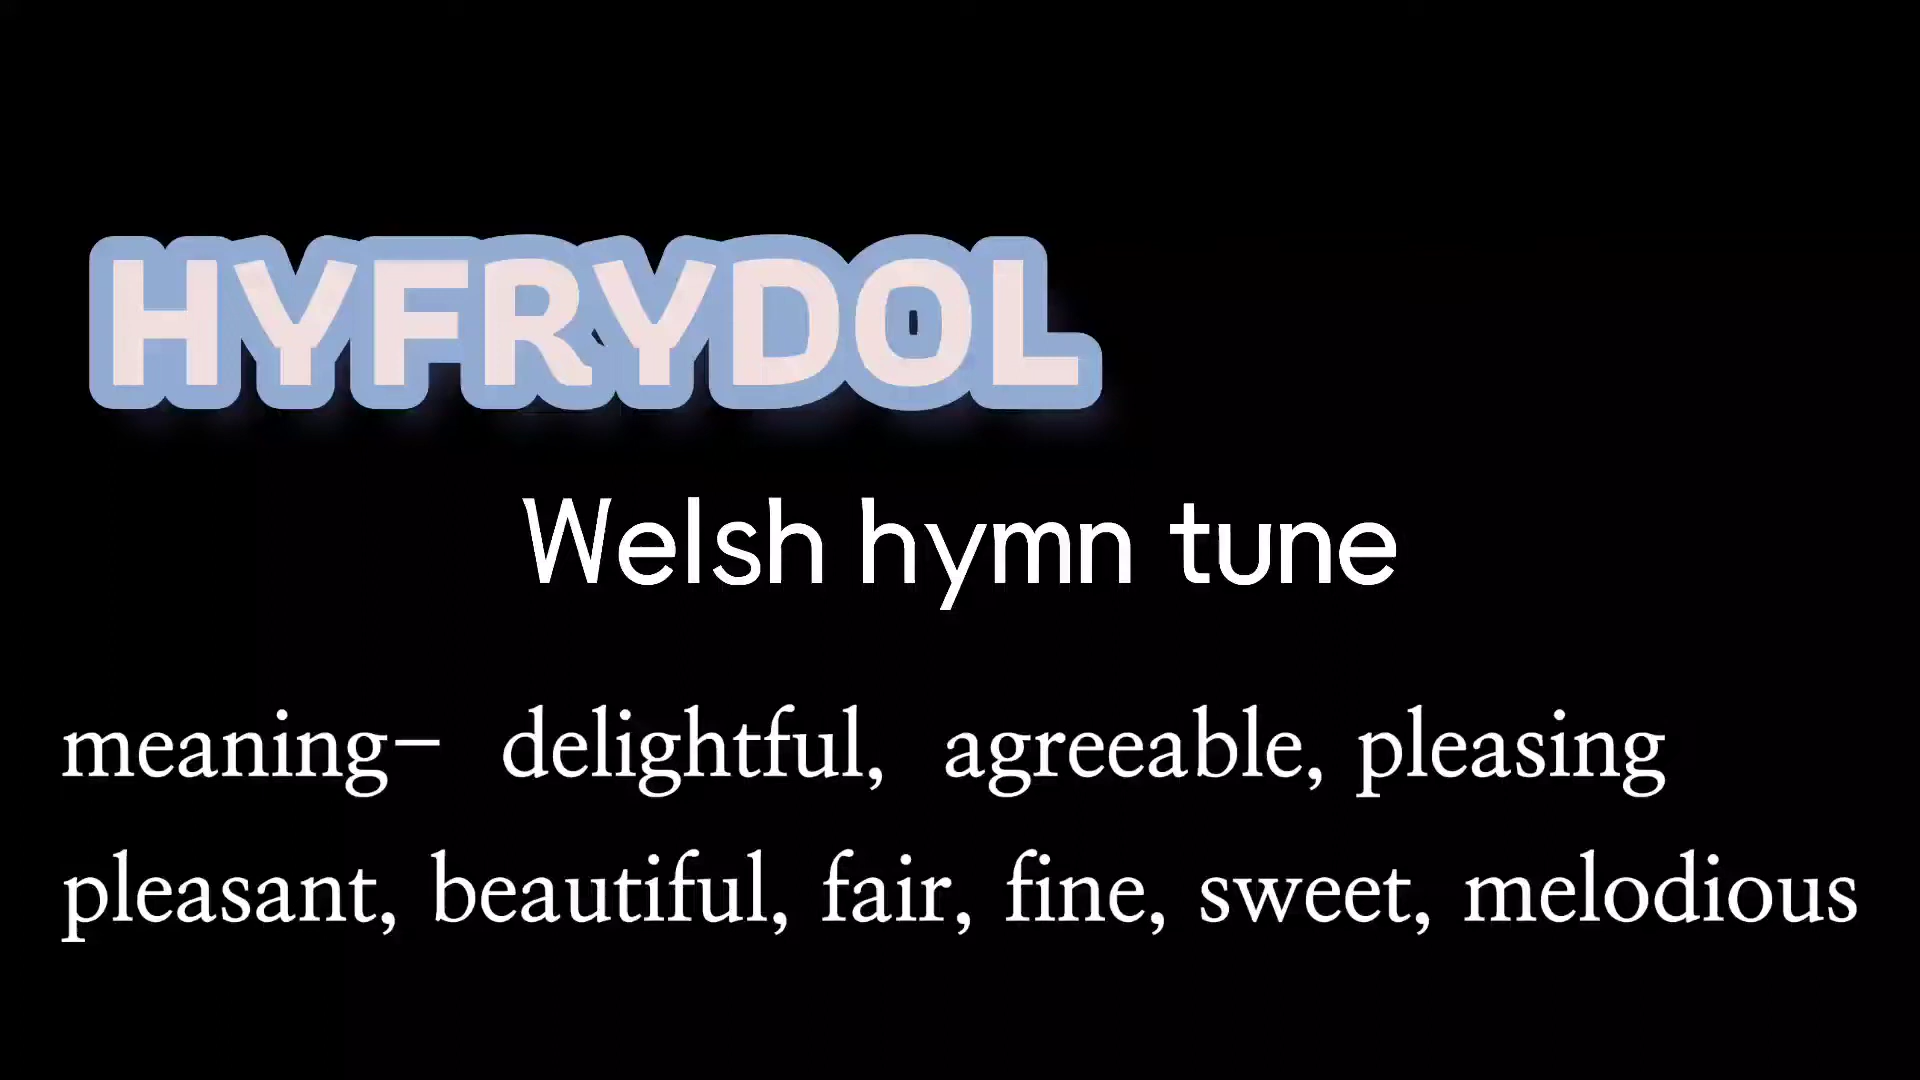 HYFRYDOL
Welsh hymn tune
meaning- delightful, agreeable, pleasing
pleasant, beautiful, fair, fine, sweet, melodious